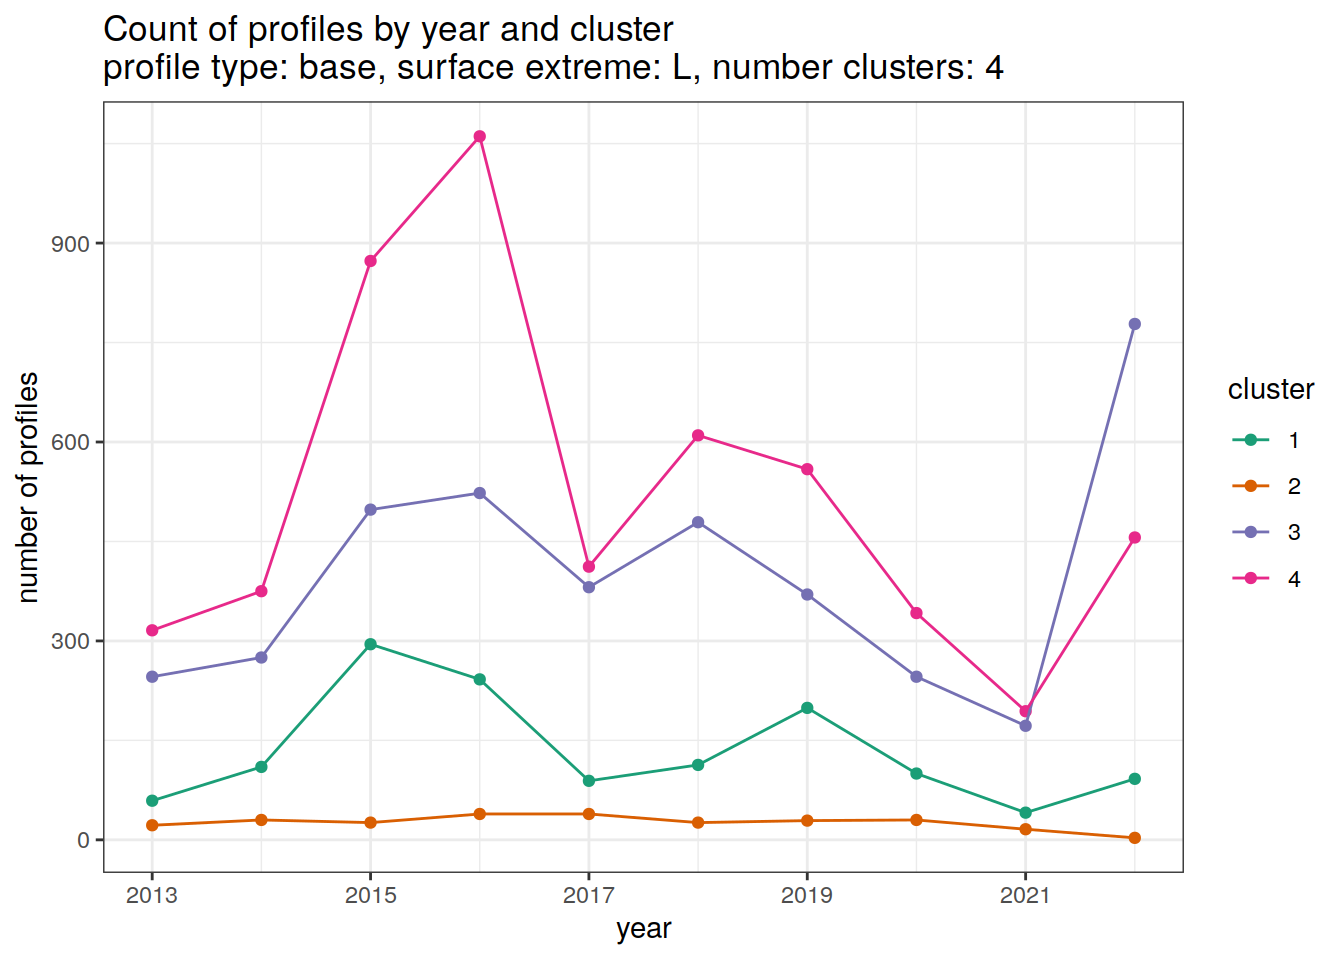 Count of profiles by year and cluster
profile type: base, surface extreme: L, number clusters: 4
number of profiles
900
600
300
0
2013 2015 2017 2019 2021
year
cluster
1
2
3
4